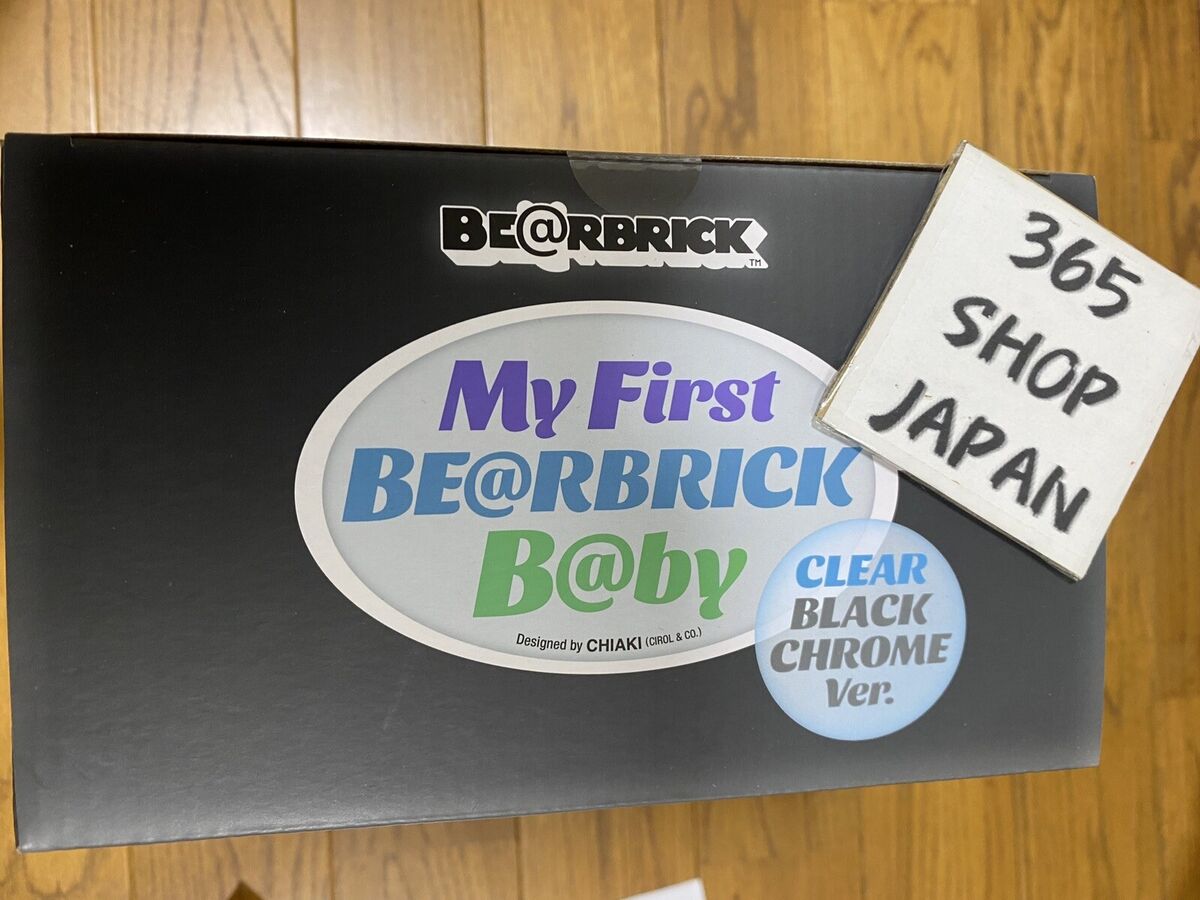 BE@RBRICK
TM
My First
BE@RBRICK
B@by
Designed by CHIAKI (CIROL & CO.)
CLEAR
BLACK
CHROME
Ver.
365
SHOP
JAPAN